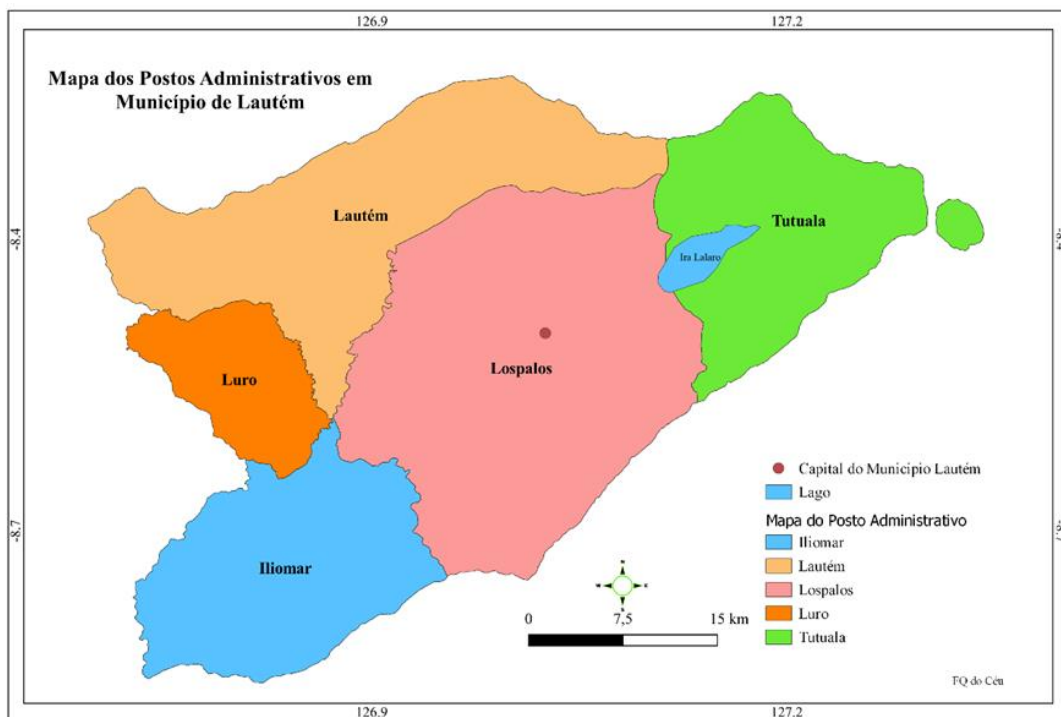 126.9
127.2
Mapa dos Postos Administrativos em
Município de Lautém
Lautém
-8.4
Tutuala
Ira Lalaro
Lospalos
Luro
Capital do Municipio Lautém
Lago
Mapa do Posto Administrativo
-8.7
Iliomar
Iliomar
Lautém
Lospalos
0
7,5
15 km
Luro
Tutuala
FQ do Céu
126.9
127.2